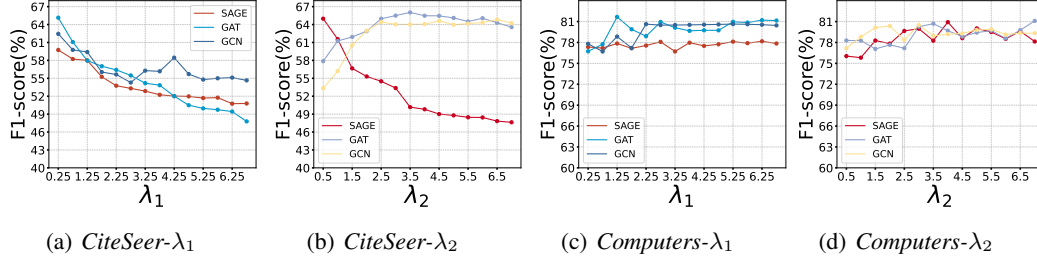 F1-score(%)
67
64
61
58
55
52
49
46
43
40
0.25 1.25 2.25 3.25 4.25 5.25 6.25
λ1
SAGE
GAT
GCN
(a) CiteSeer-λ1
F1-score(%)
67
64
61
58
55
52
49
46
43
40
0.5 1.5 2.5 3.5 4.5 5.5 6.5
λ2
SAGE
GAT
GCN
(b) CiteSeer-λ2
F1-score(%)
81
78
75
72
69
66
63
60
0.25 1.25 2.25 3.25 4.25 5.25 6.25
λ1
SAGE
GAT
GCN
(c) Computers-λ1
F1-score(%)
81
78
75
72
69
66
63
60
0.5 1.5 2.5 3.5 4.5 5.5 6.5
λ2
SAGE
GAT
GCN
(d) Computers-λ2